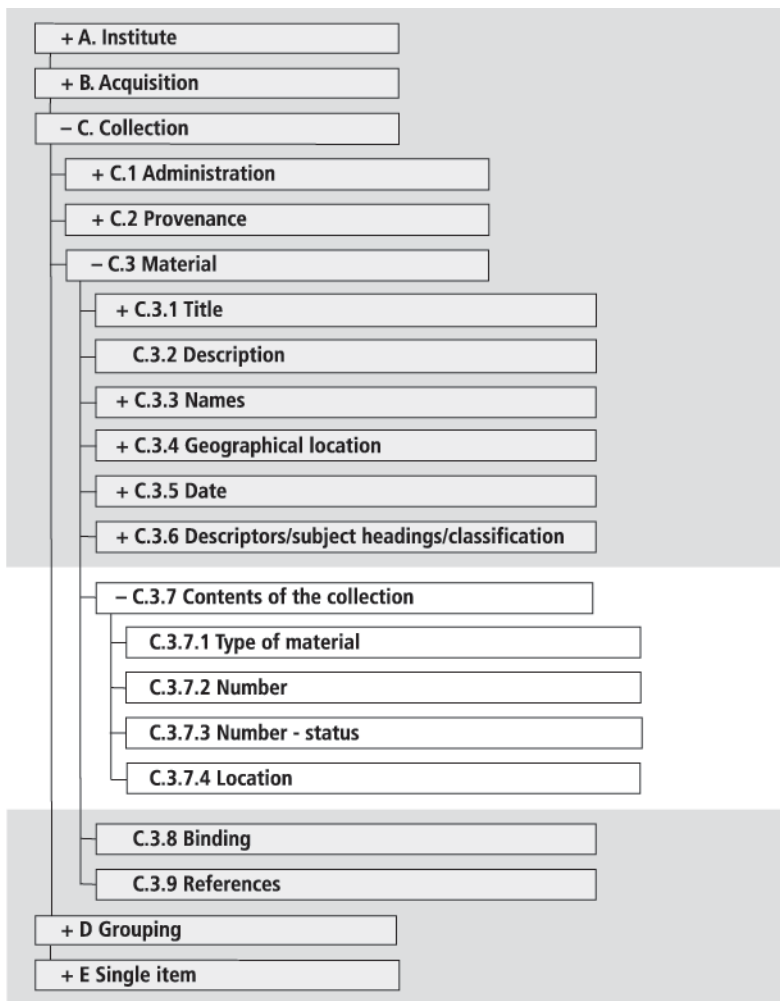 + A. Institute
+ B. Acquisition
– C. Collection
+ C.1 Administration
+ C.2 Provenance
– C.3 Material
+ C.3.1 Title
C.3.2 Description
+ C.3.3 Names
+ C.3.4 Geographical location
+ C.3.5 Date
+ C.3.6 Descriptors/subject headings/classification
– C.3.7 Contents of the collection
C.3.7.1 Type of material
C.3.7.2 Number
C.3.7.3 Number - status
C.3.7.4 Location
C.3.8 Binding
C.3.9 References
+ D Grouping
+ E Single item